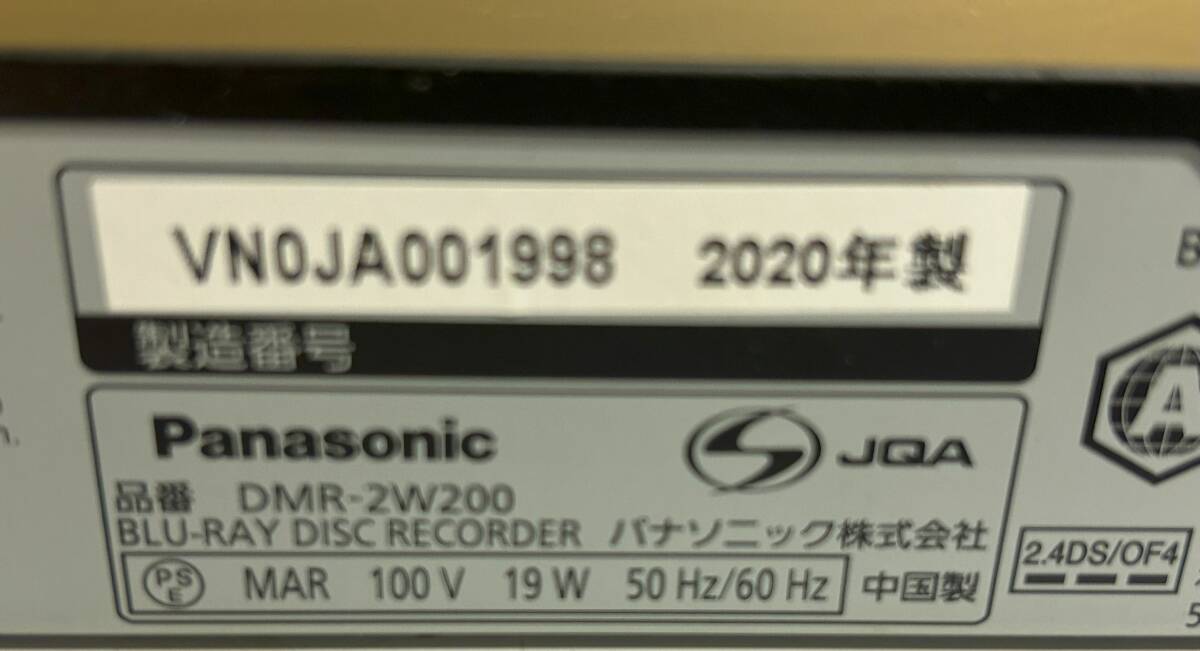 VN0JA001998 2020年製
製造番号
Panasonic
JQA
品番 DMR-2W200
BLU-RAY DISC RECORDER パナソニック株式会社
PSE MAR 100 V 19 W 50 Hz/60 Hz 中国製
B
A
2.4DS/OF4
5